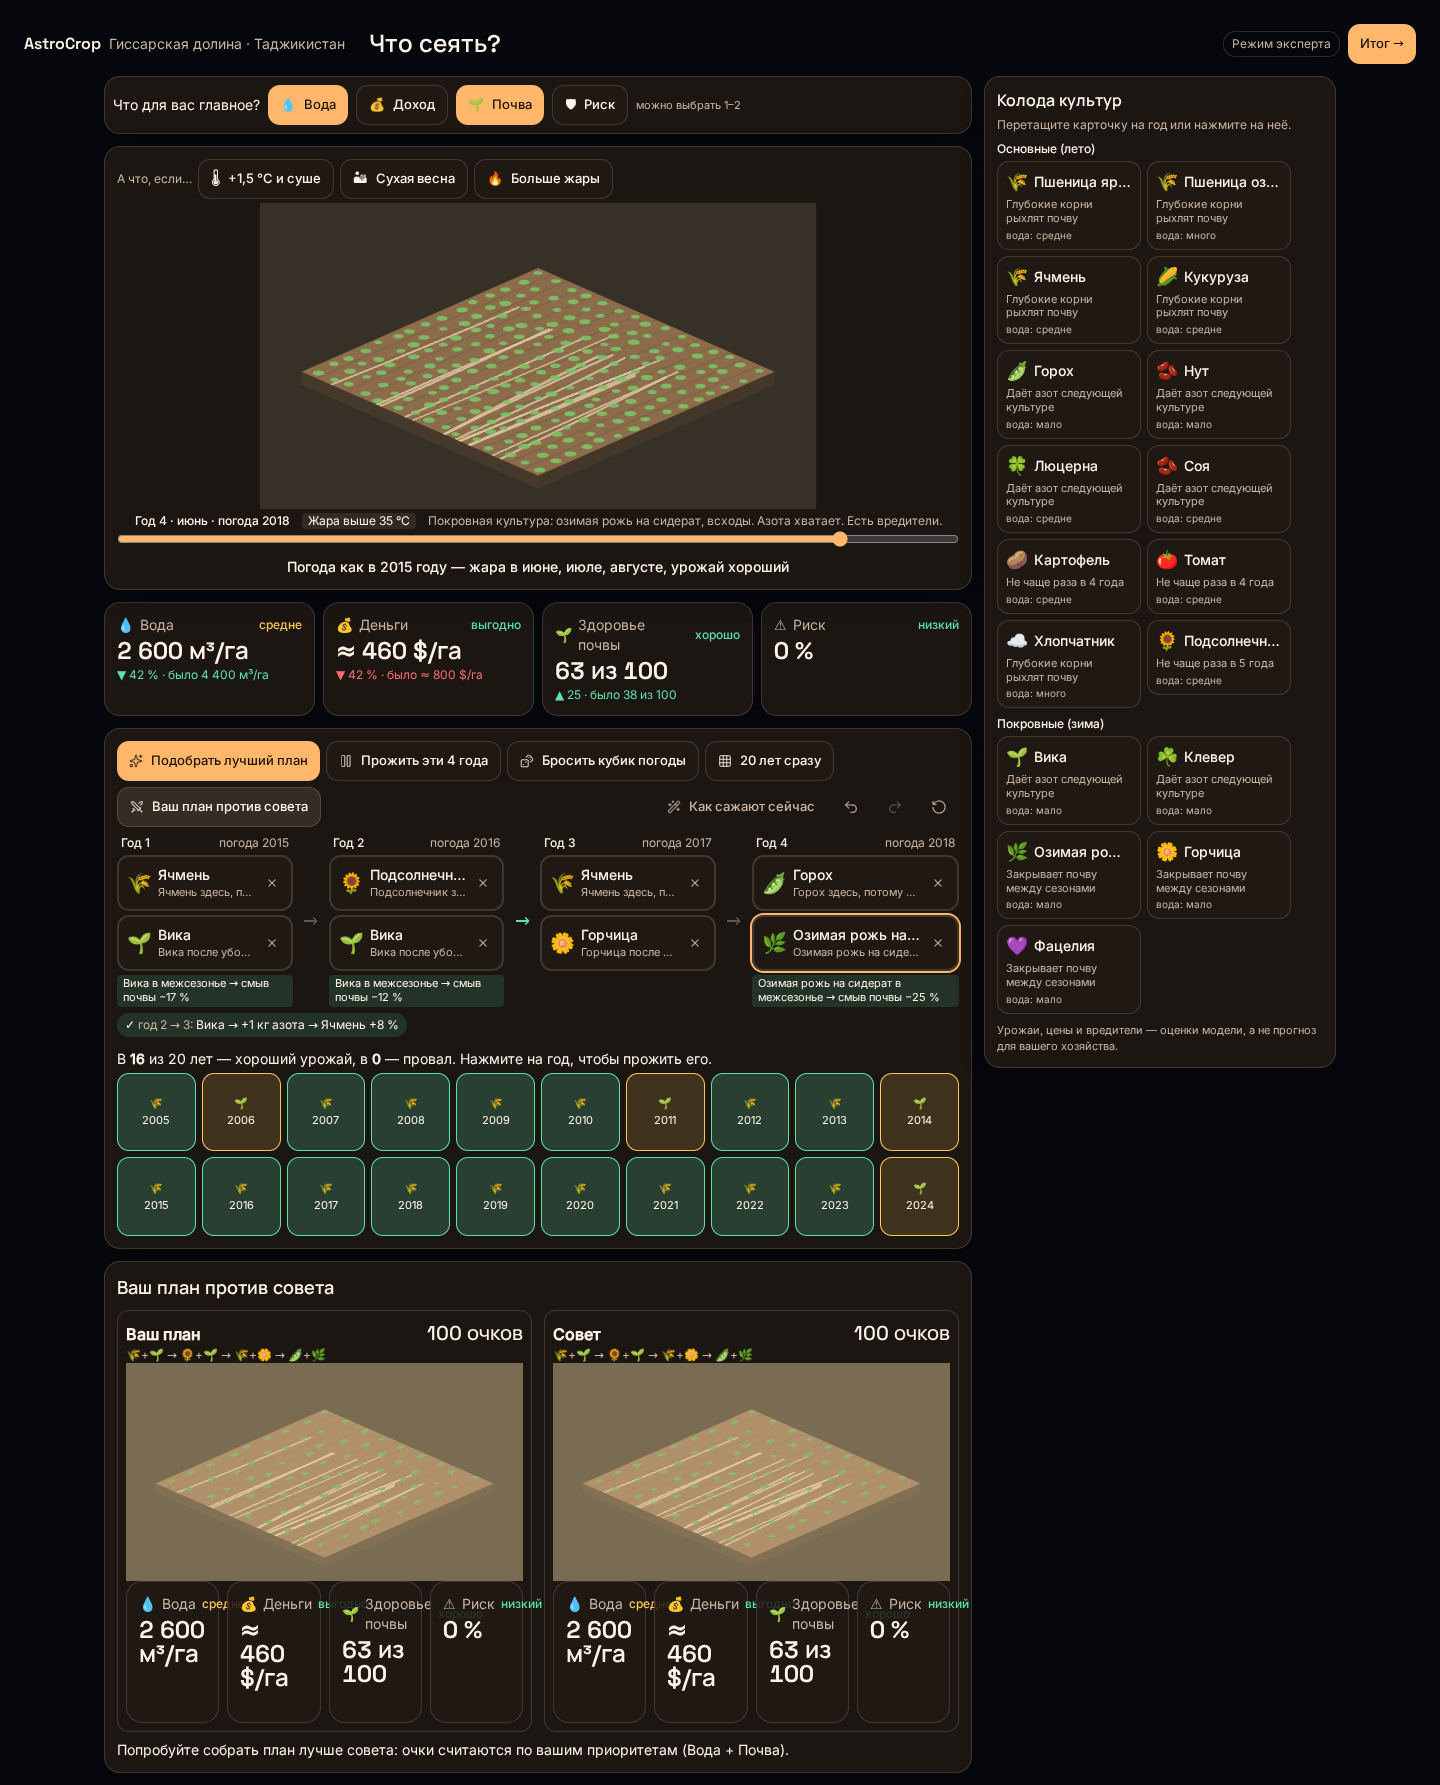 AstroCrop Гиссарская долина · Таджикистан Что сеять?
Режим эксперта Итог →
Что для вас главное? Вода Доход Почва Риск можно выбрать 1–2
А что, если... +1,5 °C и суше Сухая весна Больше жары
Год 4 · июнь · погода 2018 Жара выше 35 °C Покровная культура: озимая рожь на сидерат, всходы. Азота хватает. Есть вредители.
Погода как в 2015 году — жара в июне, июле, августе, урожай хороший
Вода средне
2 600 м³/га
▼ 42 % · было 4 400 м³/га
Деньги выгодно
≈ 460 $/га
▼ 42 % · было ≈ 800 $/га
Здоровье почвы хорошо
63 из 100
▲ 25 · было 38 из 100
⚠ Риск низкий
0 %
Подобрать лучший план Прожить эти 4 года Бросить кубик погоды 20 лет сразу
Ваш план против совета Как сажают сейчас
Год 1 погода 2015
Ячмень
Ячмень здесь, п...
Вика
Вика после убо...
Вика в межсезонье → смыв
почвы −17 %
Год 2 погода 2016
Подсолнечн...
Подсолнечник з...
Вика
Вика после убо...
Вика в межсезонье → смыв
почвы −12 %
Год 3 погода 2017
Ячмень
Ячмень здесь, п...
Горчица
Горчица после ...
Год 4 погода 2018
Горох
Горох здесь, потому ...
Озимая рожь на...
Озимая рожь на сиде...
Озимая рожь на сидерат в
межсезонье → смыв почвы −25 %
✓ год 2 → 3: Вика → +1 кг азота → Ячмень +8 %
В 16 из 20 лет — хороший урожай, в 0 — провал. Нажмите на год, чтобы прожить его.
2005 2006 2007 2008 2009 2010 2011 2012 2013 2014
2015 2016 2017 2018 2019 2020 2021 2022 2023 2024
Ваш план против совета
Ваш план 100 очков
Вода сред
2 600
м³/га
Деньги вы
≈
460
$/га
Здоровье
почвы
63 из
100
⚠ Риск низкий
0 %
Совет 100 очков
Вода сред
2 600
м³/га
Деньги вы
≈
460
$/га
Здоровье
почвы
63 из
100
⚠ Риск низкий
0 %
Попробуйте собрать план лучше совета: очки считаются по вашим приоритетам (Вода + Почва).
Колода культур
Перетащите карточку на год или нажмите на неё.
Основные (лето)
Пшеница яр...
Глубокие корни
рыхлят почву
вода: средне
Пшеница оз...
Глубокие корни
рыхлят почву
вода: много
Ячмень
Глубокие корни
рыхлят почву
вода: средне
Кукуруза
Глубокие корни
рыхлят почву
вода: средне
Горох
Даёт азот следующей
культуре
вода: мало
Нут
Даёт азот следующей
культуре
вода: мало
Люцерна
Даёт азот следующей
культуре
вода: средне
Соя
Даёт азот следующей
культуре
вода: средне
Картофель
Не чаще раза в 4 года
вода: средне
Томат
Не чаще раза в 4 года
вода: средне
Хлопчатник
Глубокие корни
рыхлят почву
вода: много
Подсолнечн...
Не чаще раза в 5 года
вода: средне
Покровные (зима)
Вика
Даёт азот следующей
культуре
вода: мало
Клевер
Даёт азот следующей
культуре
вода: мало
Озимая ро...
Закрывает почву
между сезонами
вода: мало
Горчица
Закрывает почву
между сезонами
вода: мало
Фацелия
Закрывает почву
между сезонами
вода: мало
Урожаи, цены и вредители — оценки модели, а не прогноз
для вашего хозяйства.